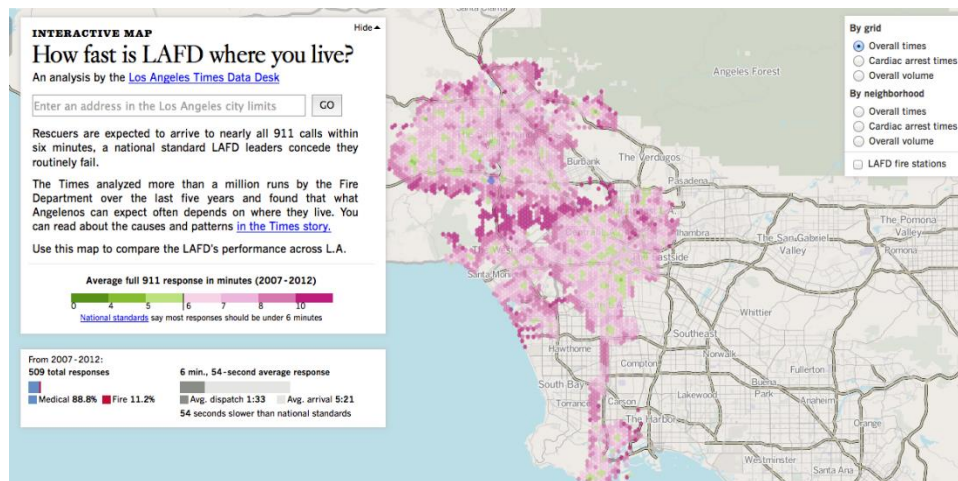 Santa Clarita
INTERACTIVE MAP
Hide
How fast is LAFD where you live?
An analysis by the Los Angeles Times Data Desk
Enter an address in the Los Angeles city limits
GO
Rescuers are expected to arrive to nearly all 911 calls within
six minutes, a national standard LAFD leaders concede they
routinely fail.
The Times analyzed more than a million runs by the Fire
Department over the last five years and found that what
Angelenos can expect often depends on where they live. You
can read about the causes and patterns in the Times story.
Use this map to compare the LAFD's performance across L.A.
Average full 911 response in minutes (2007-2012)
0 4 5 6 7 8 10
National standards say most responses should be under 6 minutes
From 2007-2012:
509 total responses
Medical 88.8% Fire 11.2%
6 min., 54-second average response
Avg. dispatch 1:33 Avg. arrival 5:21
54 seconds slower than national standards
By grid
Overall times
Cardiac arrest times
Overall volume
By neighborhood
Overall times
Cardiac arrest times
Overall volume
LAFD fire stations
Angeles Forest
Burbank
The Verdugos
Pasadena
The Pomona
Valley
Pomona
The San Gabriel
Valley
Alhambra
Eastside
Santa Moni
Whittier
Southeast
Hawthorne
Norwalk
Compton
Fullerton
South Bay
Buena
Park
Anaheim
Torrance
Carson
Lakewood
Orange
The Harbor
Westminster
Santa Ana